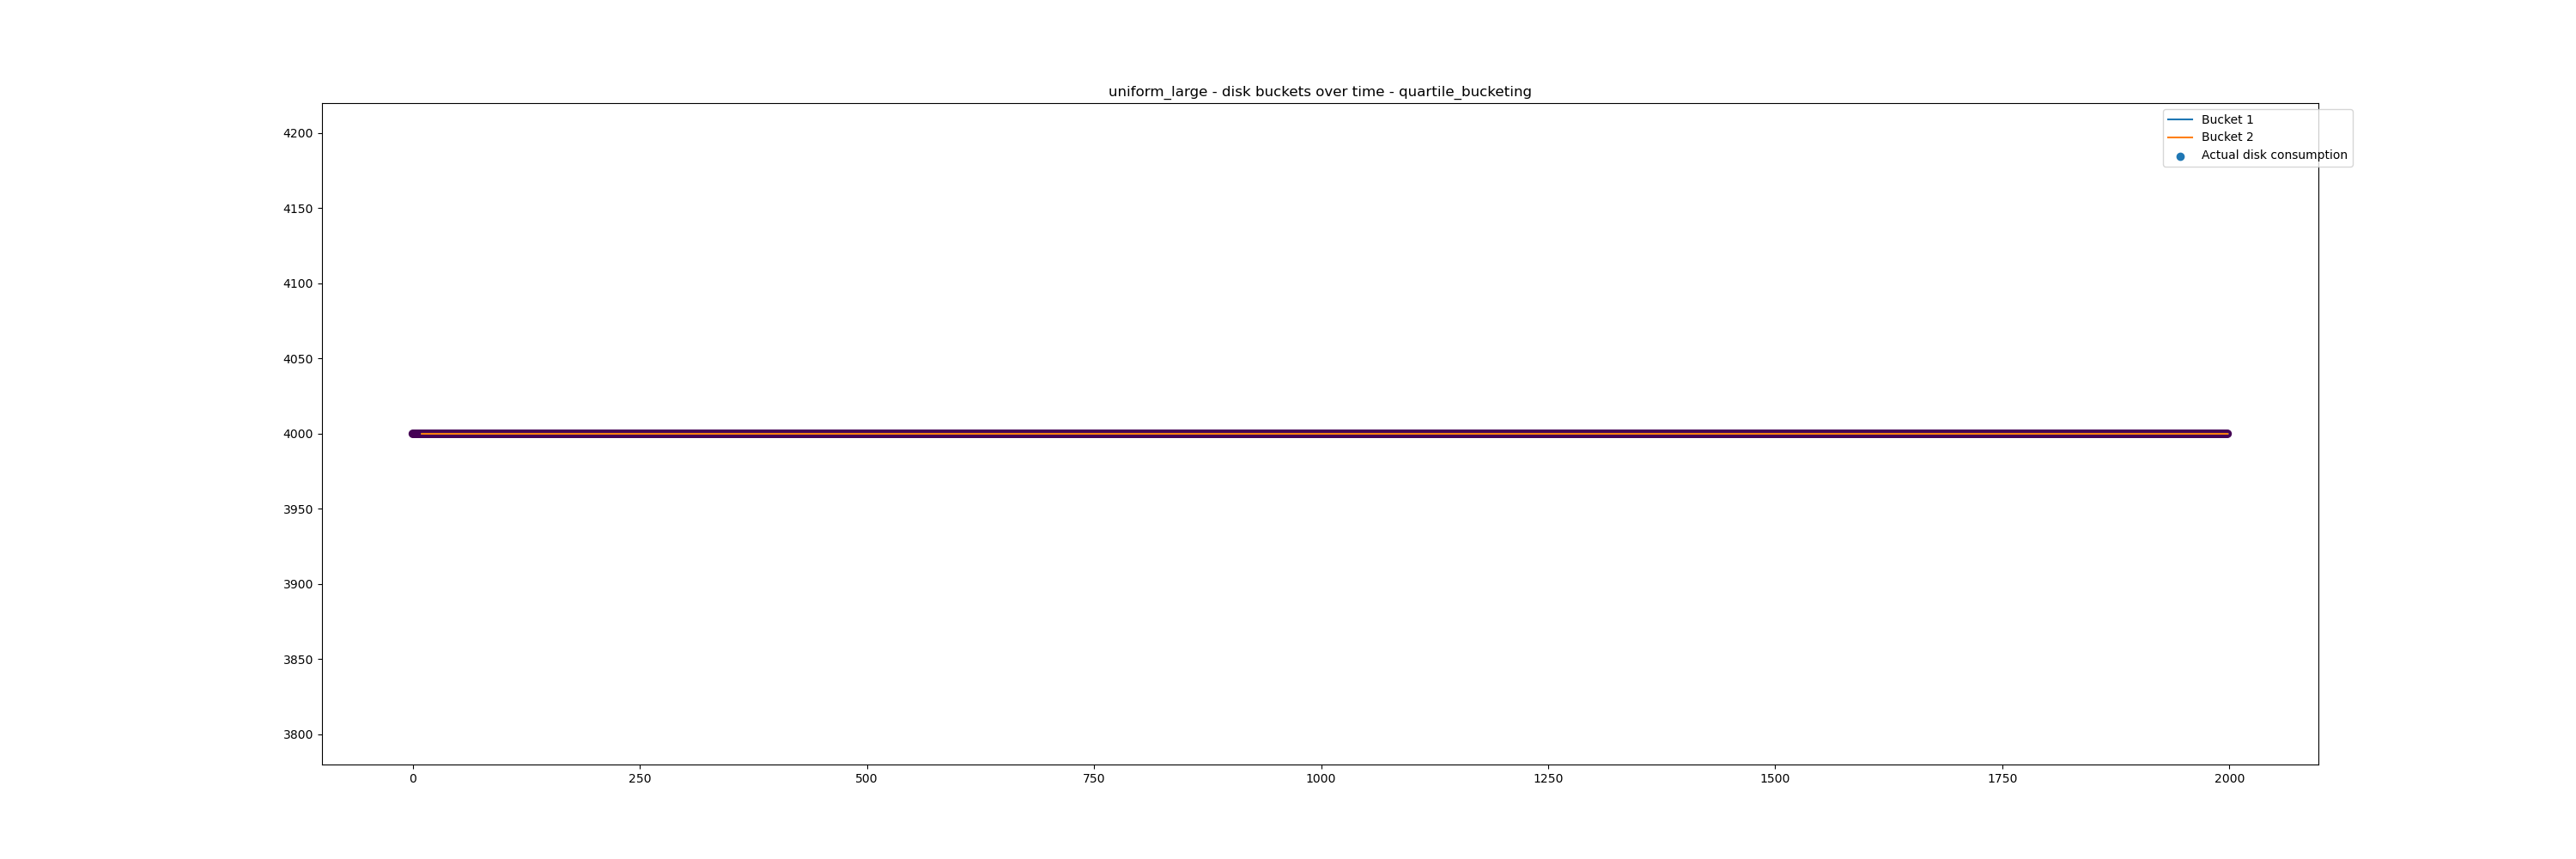 uniform_large - disk buckets over time - quartile_bucketing
Bucket 1
Bucket 2
Actual disk consumption
4200
4150
4100
4050
4000
3950
3900
3850
3800
0 250 500 750 1000 1250 1500 1750 2000